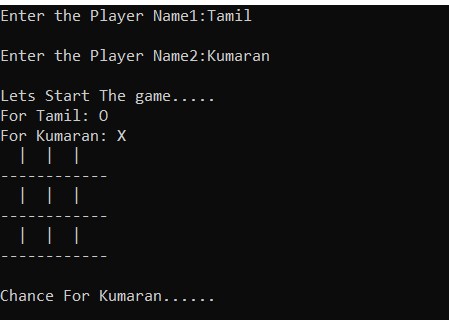 Enter the Player Name1:Tamil
Enter the Player Name2:Kumaran
Lets Start The game.....
For Tamil: O
For Kumaran: X
  |  |  |
------------
  |  |  |
------------
  |  |  |
------------
Chance For Kumaran......